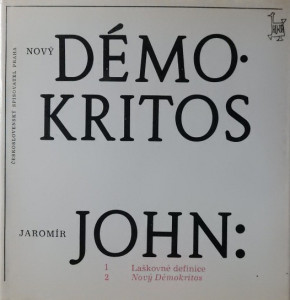 NOVÝ
DÉMO-
KRITOS
ČESKOSLOVENSKÝ SPISOVATEL PRAHA
JAROMÍR
JOHN:
1 Laškovné definice
2 Nový Démokritos